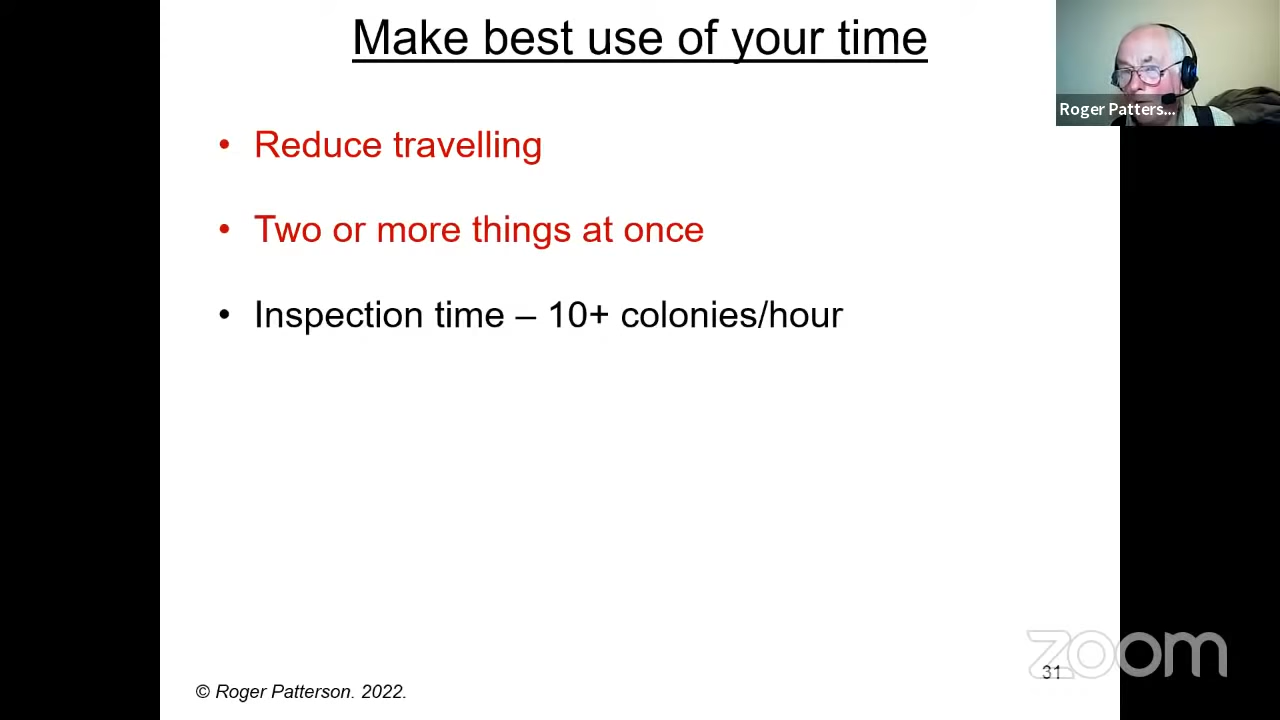 Make best use of your time
Roger Patters...
• Reduce travelling
• Two or more things at once
• Inspection time – 10+ colonies/hour
zoom
31
© Roger Patterson. 2022.